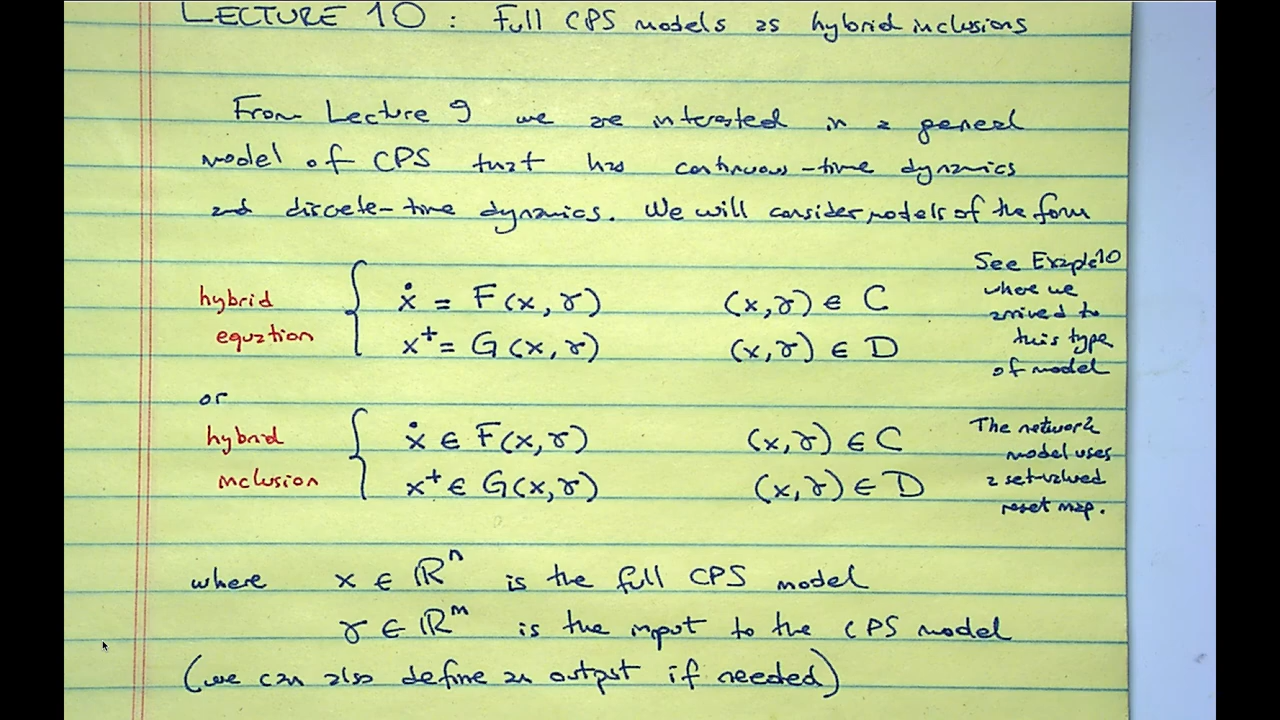 LECTURE 10 : Full CPS models as hybrid inclusions
From Lecture 9 we are interested in a general
model of CPS that has continuous-time dynamics
and discete-time dynamics. We will consider models of the form
hybrid equation
ẋ = F(x, γ) (x, γ) ∈ C
x⁺ = G(x, γ) (x, γ) ∈ D
See Example 10
where we
arrived to
this type
of model
or
hybrid inclusion
ẋ ∈ F(x, γ) (x, γ) ∈ C
x⁺ ∈ G(x, γ) (x, γ) ∈ D
The network
model uses
a set-valued
reset map.
where x ∈ ℝⁿ is the full CPS model
γ ∈ ℝᵐ is the input to the CPS model
(we can also define an output if needed)